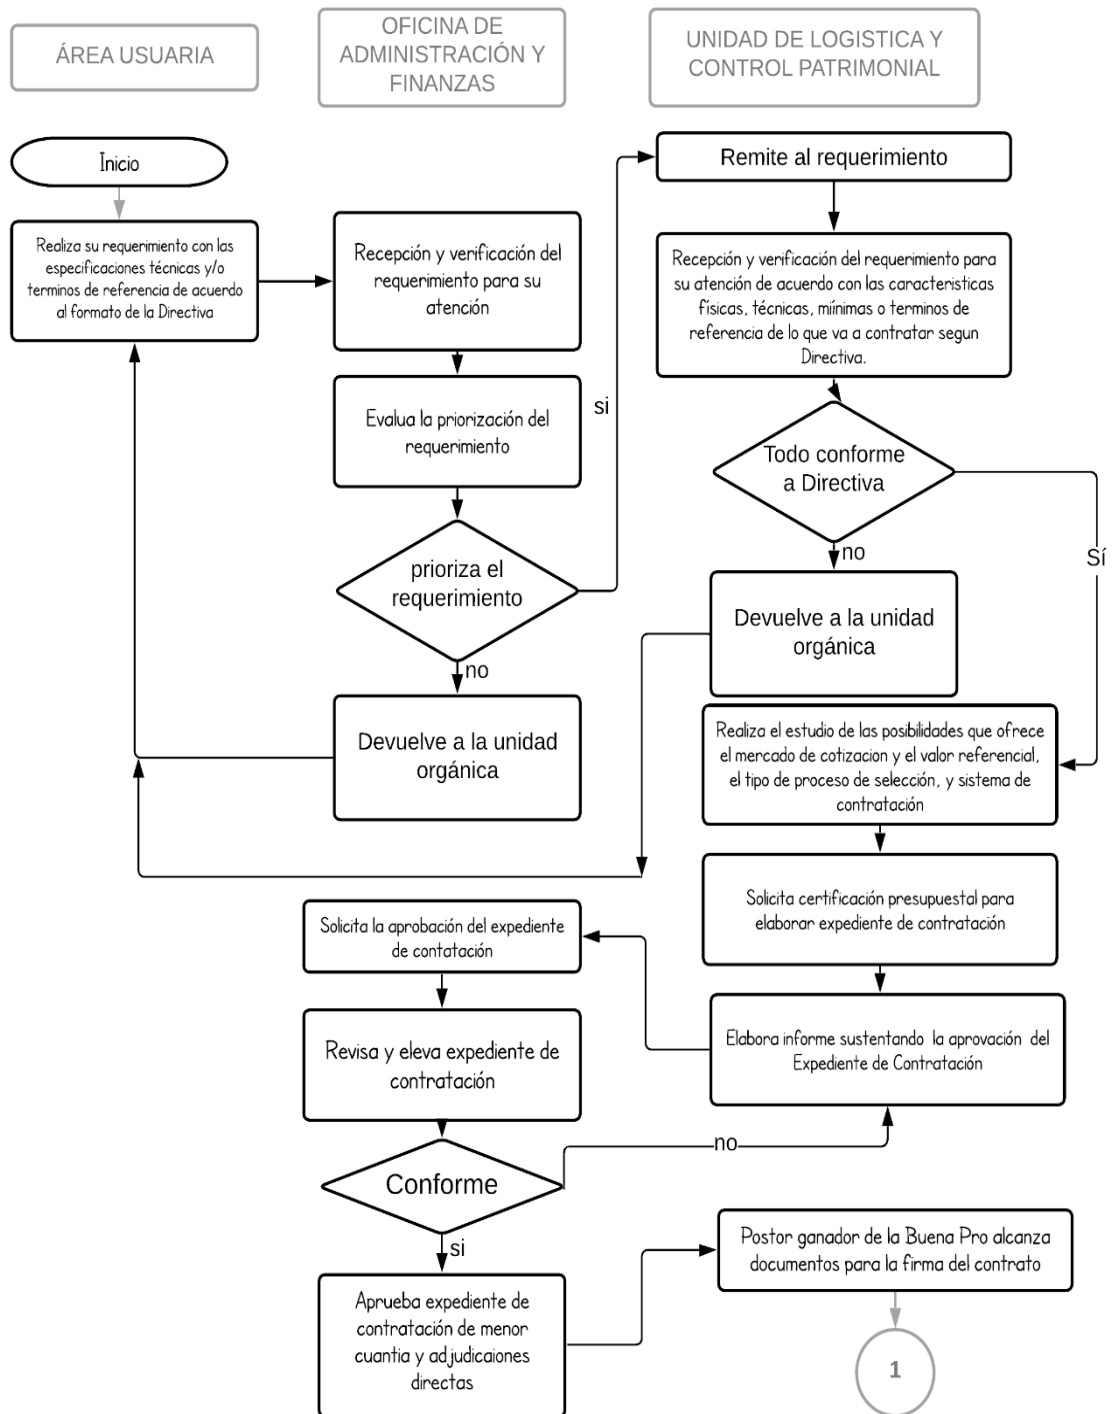 ÁREA USUARIA
OFICINA DE
ADMINISTRACIÓN Y
FINANZAS
UNIDAD DE LOGISTICA Y
CONTROL PATRIMONIAL
Inicio
Realiza su requerimiento con las
especificaciones técnicas y/o
terminos de referencia de acuerdo
al formato de la Directiva
Recepción y verificación del
requerimiento para su
atención
Evalua la priorización del
requerimiento
prioriza el
requerimiento
si
no
Devuelve a la unidad
orgánica
Remite al requerimiento
Recepción y verificación del requerimiento para
su atención de acuerdo con las caracteristicas
físicas, técnicas, mínimas o terminos de
referencia de lo que va a contratar segun
Directiva.
Todo conforme
a Directiva
Sí
no
Devuelve a la unidad
orgánica
Realiza el estudio de las posibilidades que ofrece
el mercado de cotizacion y el valor referencial,
el tipo de proceso de selección, y sistema de
contratación
Solicita certificación presupuestal para
elaborar expediente de contratación
Elabora informe sustentando la aprovación del
Expediente de Contratación
Solicita la aprobación del expediente
de contatación
Revisa y eleva expediente de
contratación
Conforme
no
si
Aprueba expediente de
contratación de menor
cuantia y adjudicaiones
directas
Postor ganador de la Buena Pro alcanza
documentos para la firma del contrato
1